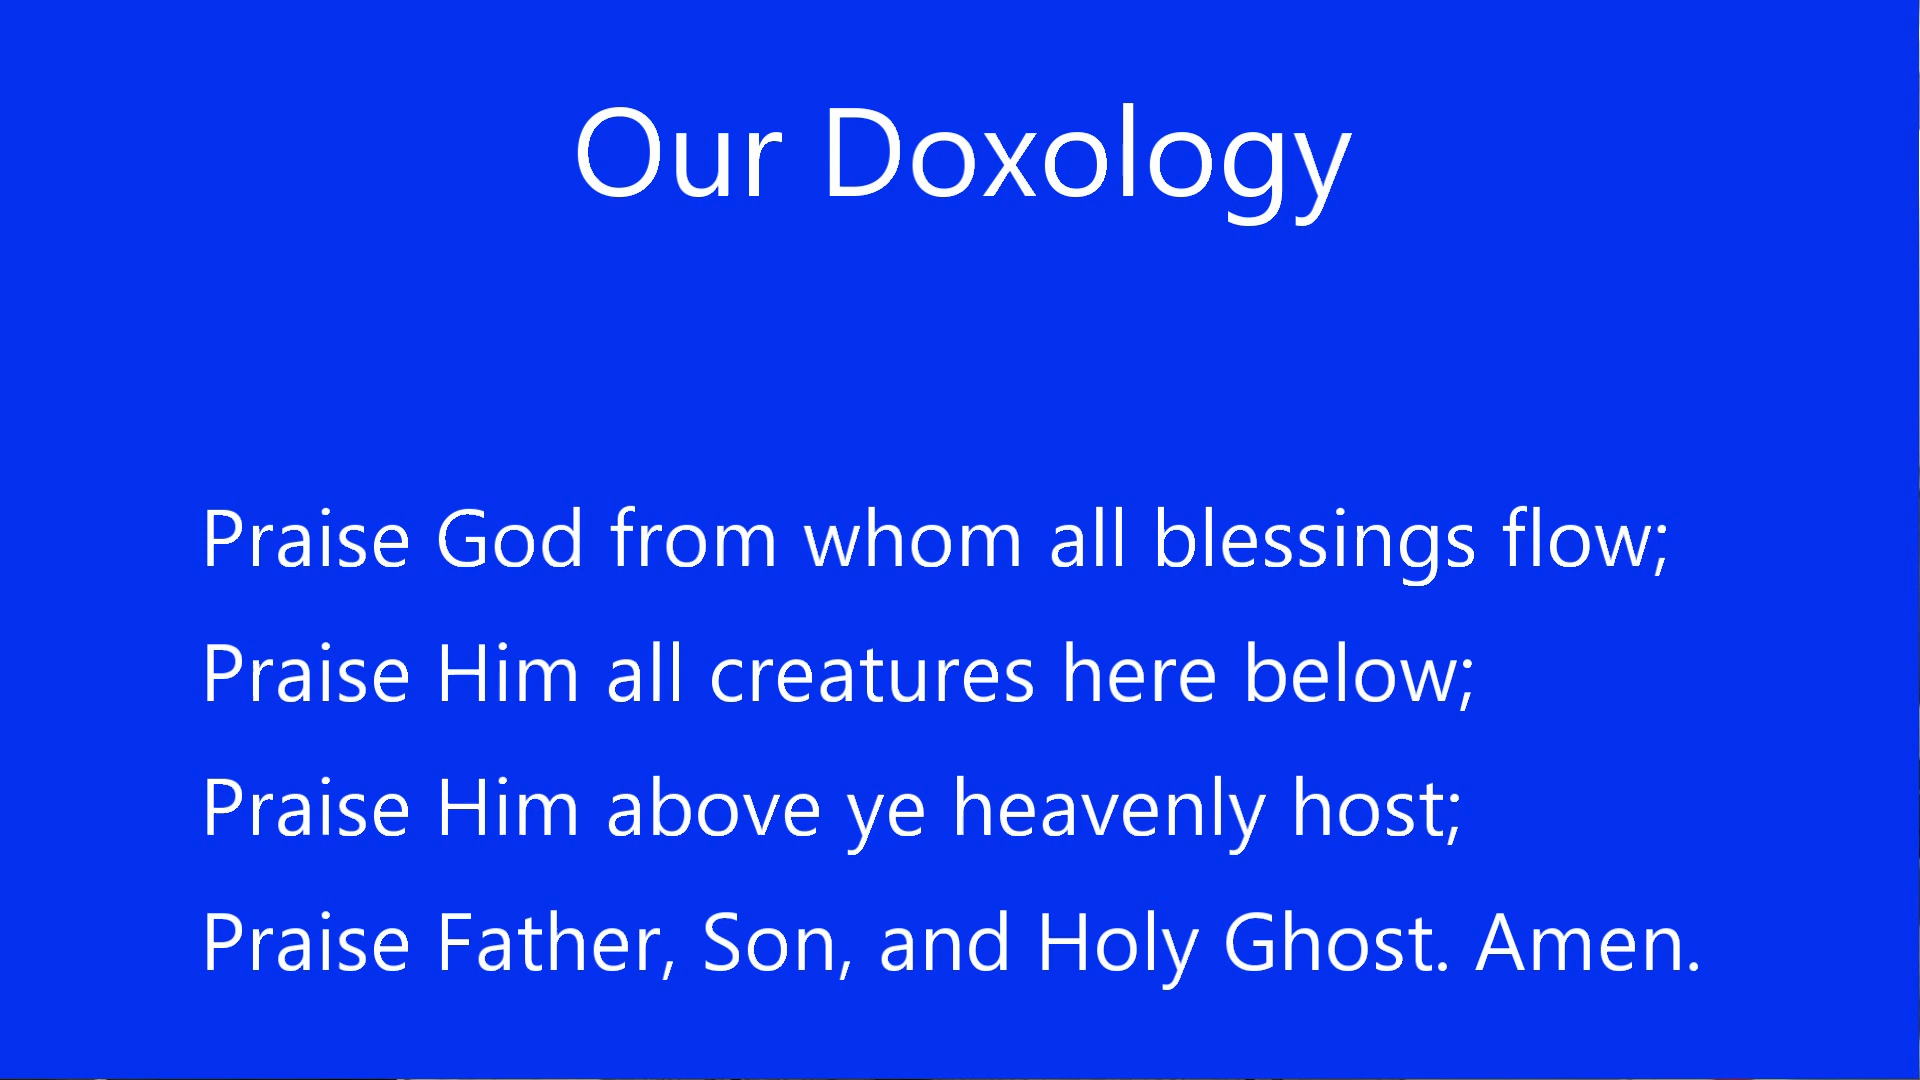 Our Doxology
Praise God from whom all blessings flow;
Praise Him all creatures here below;
Praise Him above ye heavenly host;
Praise Father, Son, and Holy Ghost. Amen.